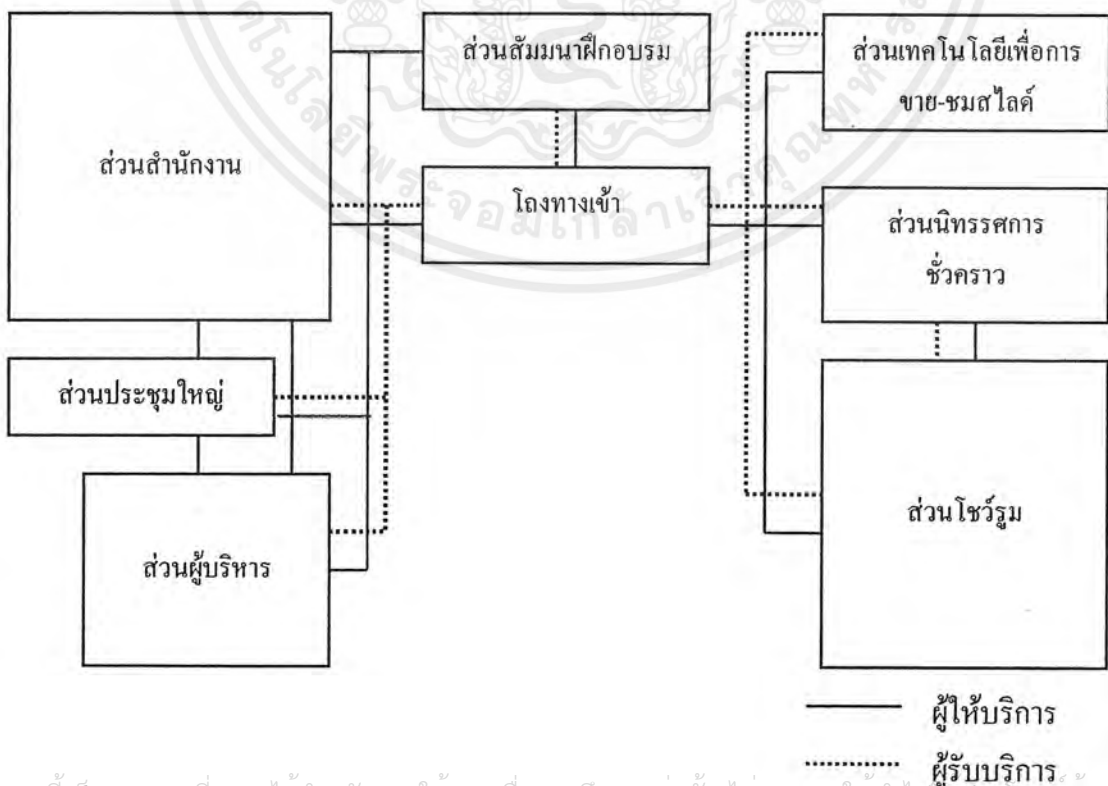 ส่วนสำนักงาน
ส่วนสัมมนาฝึกอบรม
โถงทางเข้า
ส่วนเทคโนโลยีเพื่อการ
ขาย-ชมสไลค์
ส่วนนิทรรศการ
ชั่วคราว
ส่วนประชุมใหญ่
ส่วนผู้บริหาร
ส่วนโชว์รูม
ผู้ให้บริการ
ผู้รับบริการ